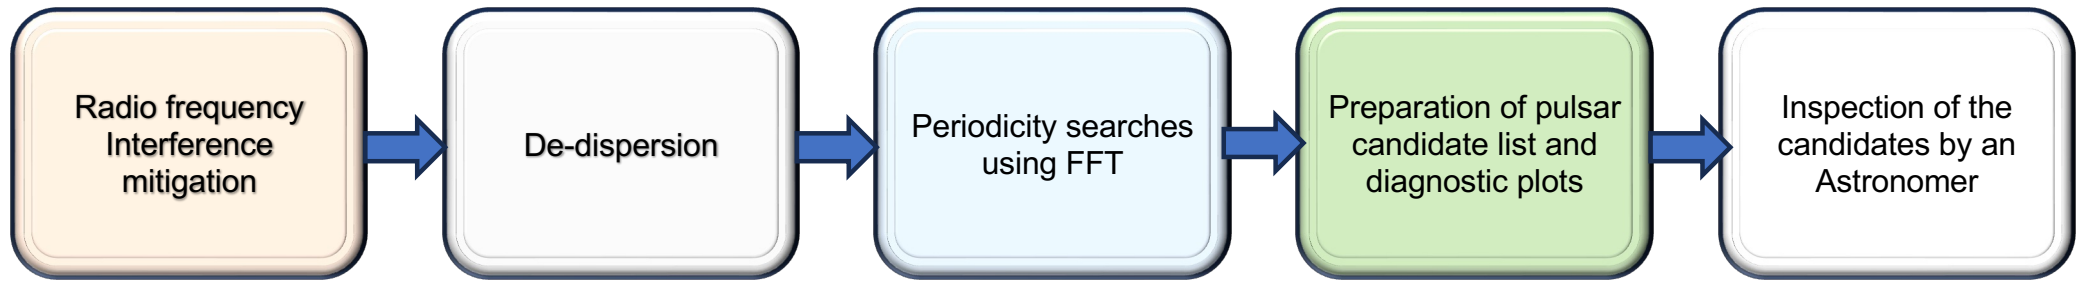 Radio frequency
Interference
mitigation
De-dispersion
Periodicity searches
using FFT
Preparation of pulsar
candidate list and
diagnostic plots
Inspection of the
candidates by an
Astronomer